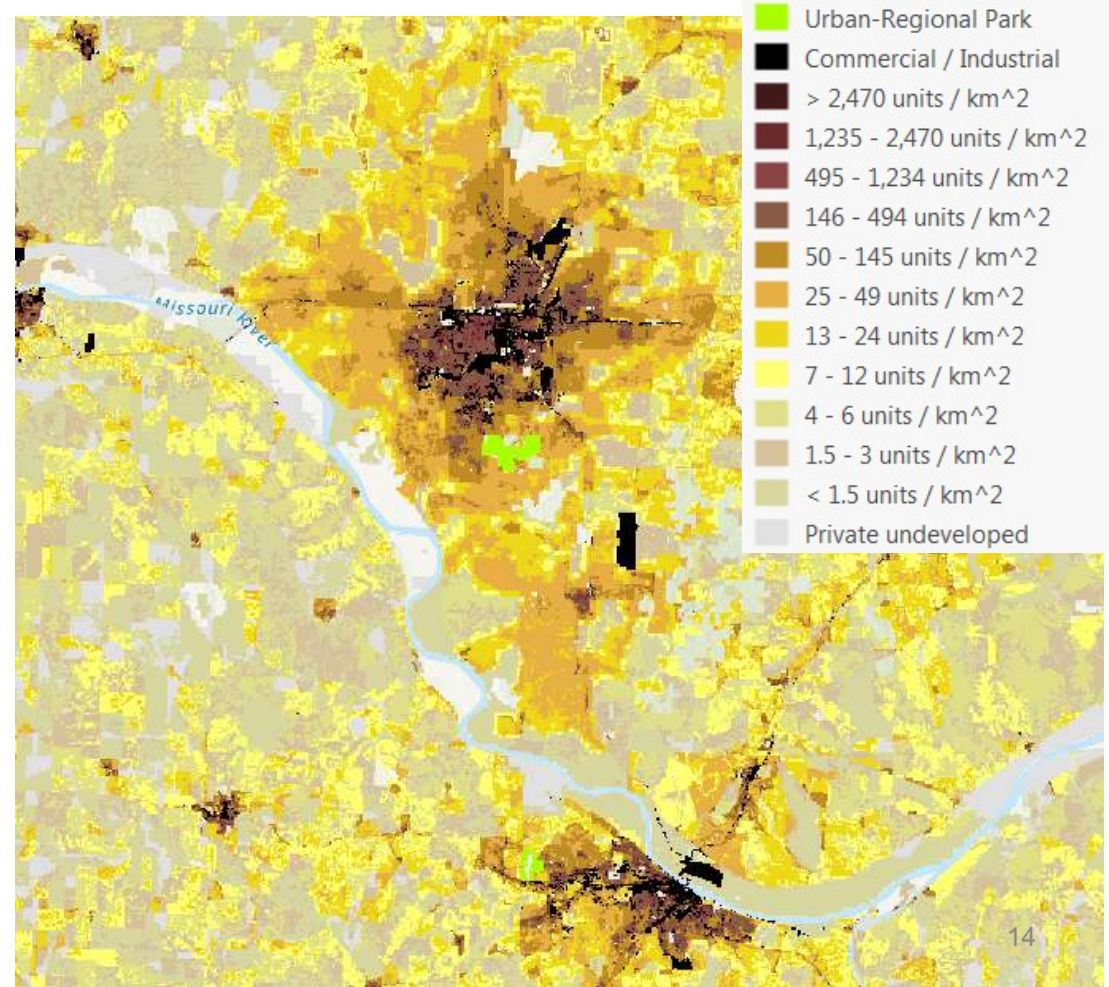 Urban-Regional Park
Commercial / Industrial
> 2,470 units / km^2
1,235 - 2,470 units / km^2
495 - 1,234 units / km^2
146 - 494 units / km^2
50 - 145 units / km^2
25 - 49 units / km^2
13 - 24 units / km^2
7 - 12 units / km^2
4 - 6 units / km^2
1.5 - 3 units / km^2
< 1.5 units / km^2
Private undeveloped
Missouri River
14